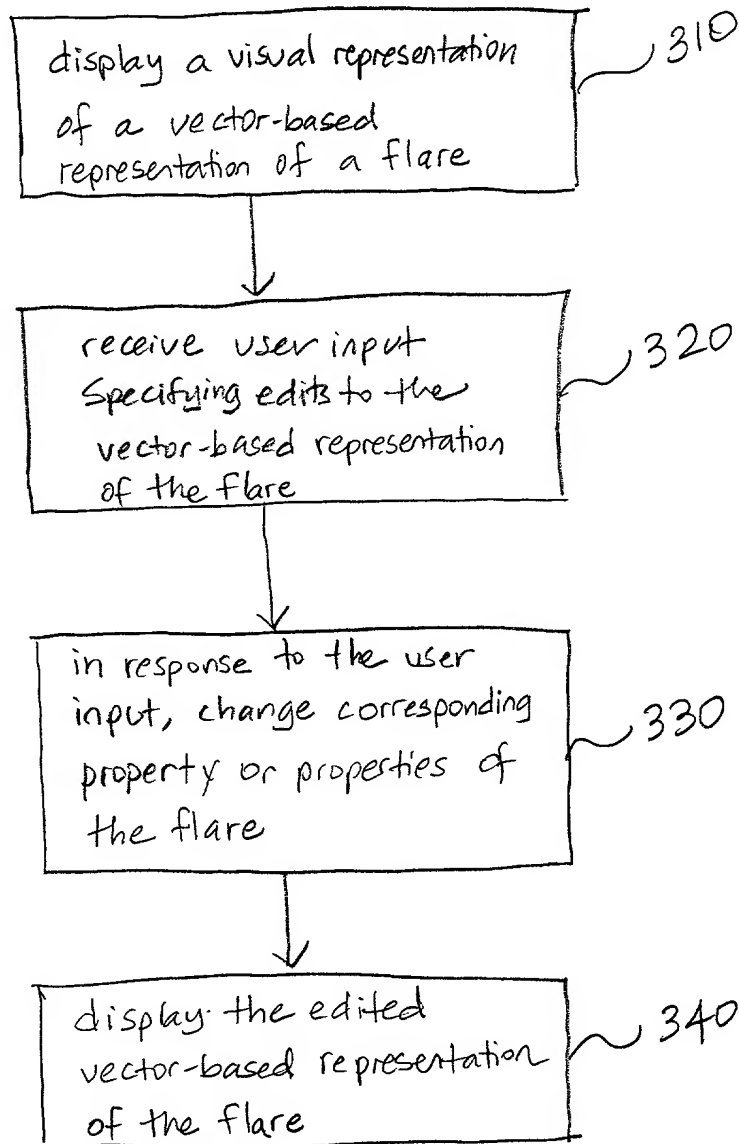 display a visual representation
of a vector-based
representation of a flare
310
receive user input
Specifying edits to the
vector-based representation
of the flare
320
in response to the user
input, change corresponding
property or properties of
the flare
330
display the edited
vector-based representation
of the flare
340